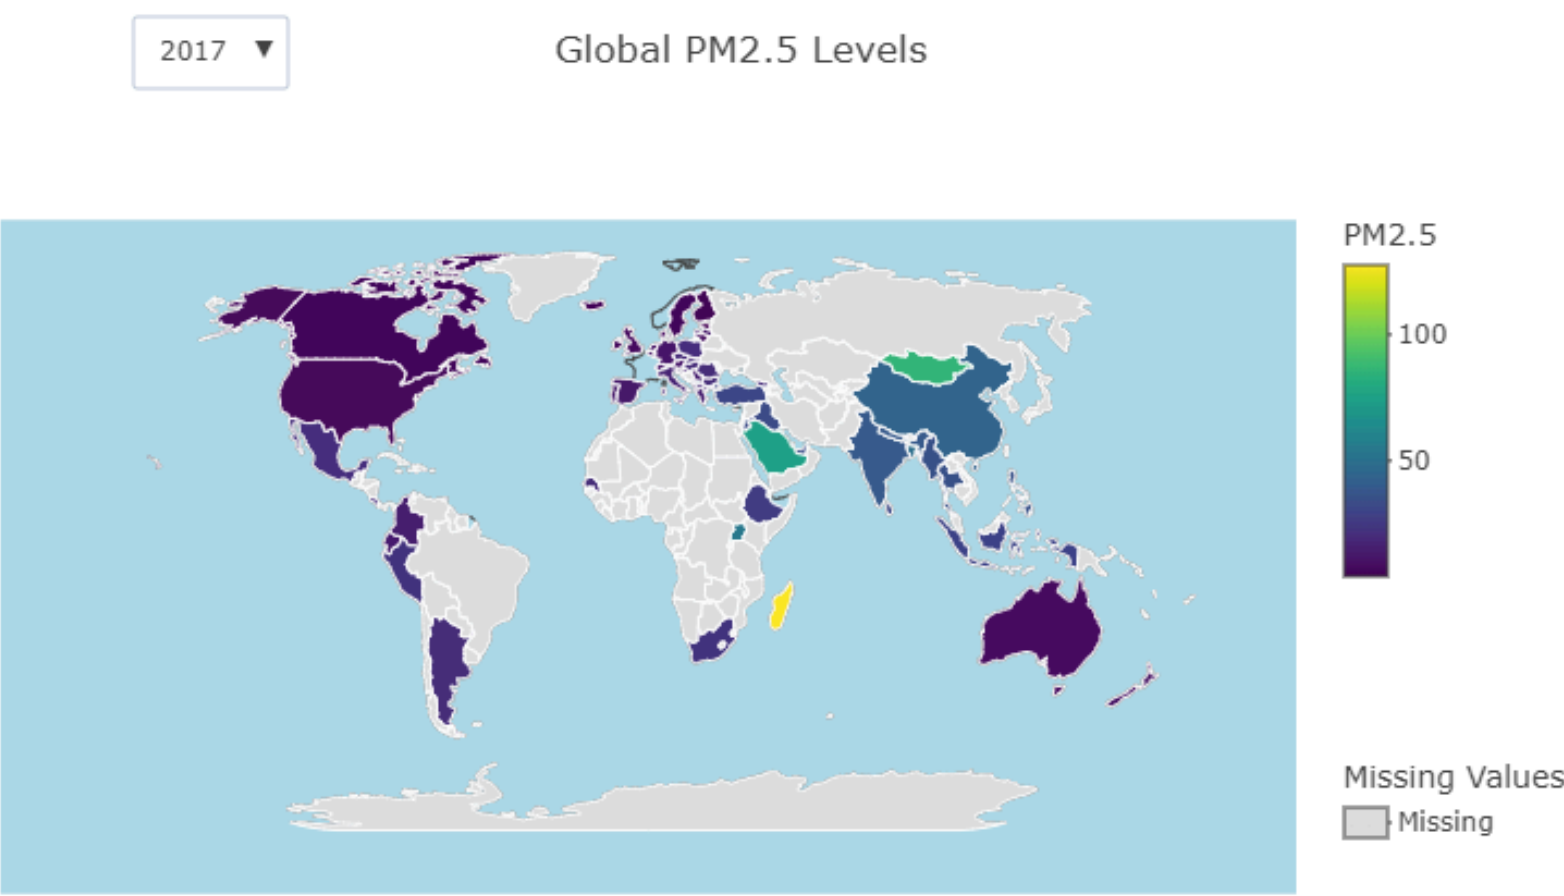 2017 ▼
Global PM2.5 Levels
PM2.5
100
50
Missing Values
Missing